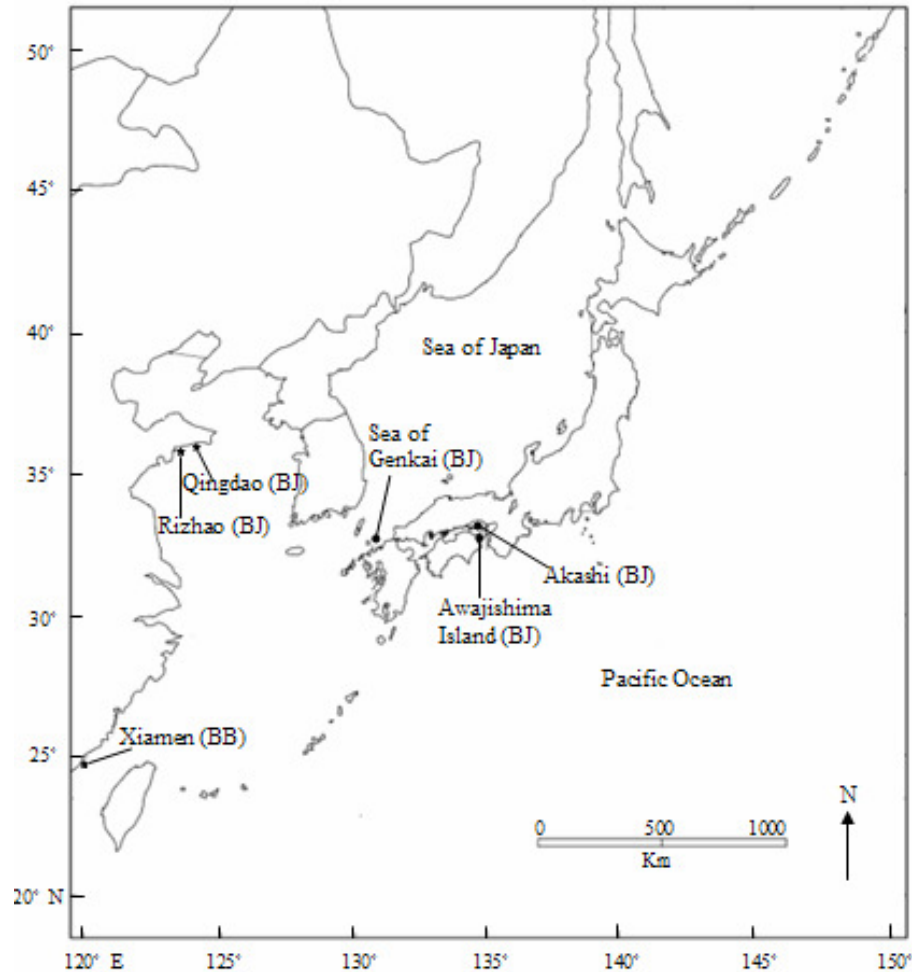 50°
45°
40°
Sea of Japan
Sea of
Genkai (BJ)
35°
Qingdao (BJ)
Rizhao (BJ)
Akashi (BJ)
Awajishima
Island (BJ)
30°
Pacific Ocean
Xiamen (BB)
25°
N
0 500 1000
Km
20° N
120° E 125° 130° 135° 140° 145° 150°